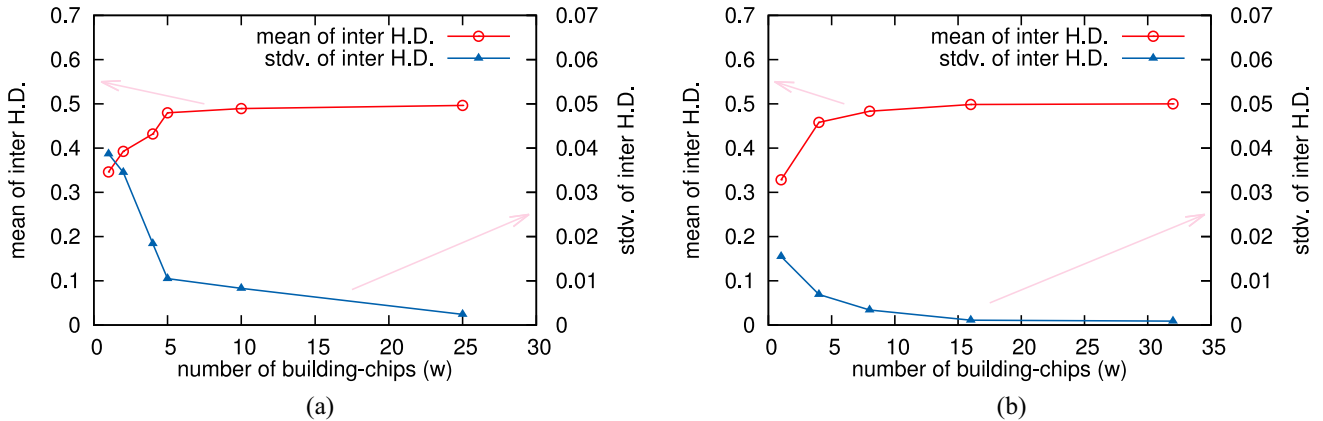 mean of inter H.D.
stdv. of inter H.D.
0.7
0.6
0.5
0.4
0.3
0.2
0.1
0
mean of inter H.D.
0.07
0.06
0.05
0.04
0.03
0.02
0.01
0
stdv. of inter H.D.
0 5 10 15 20 25 30
number of building-chips (w)
(a)
mean of inter H.D.
stdv. of inter H.D.
0.7
0.6
0.5
0.4
0.3
0.2
0.1
0
mean of inter H.D.
0.07
0.06
0.05
0.04
0.03
0.02
0.01
0
stdv. of inter H.D.
0 5 10 15 20 25 30 35
number of building-chips (w)
(b)